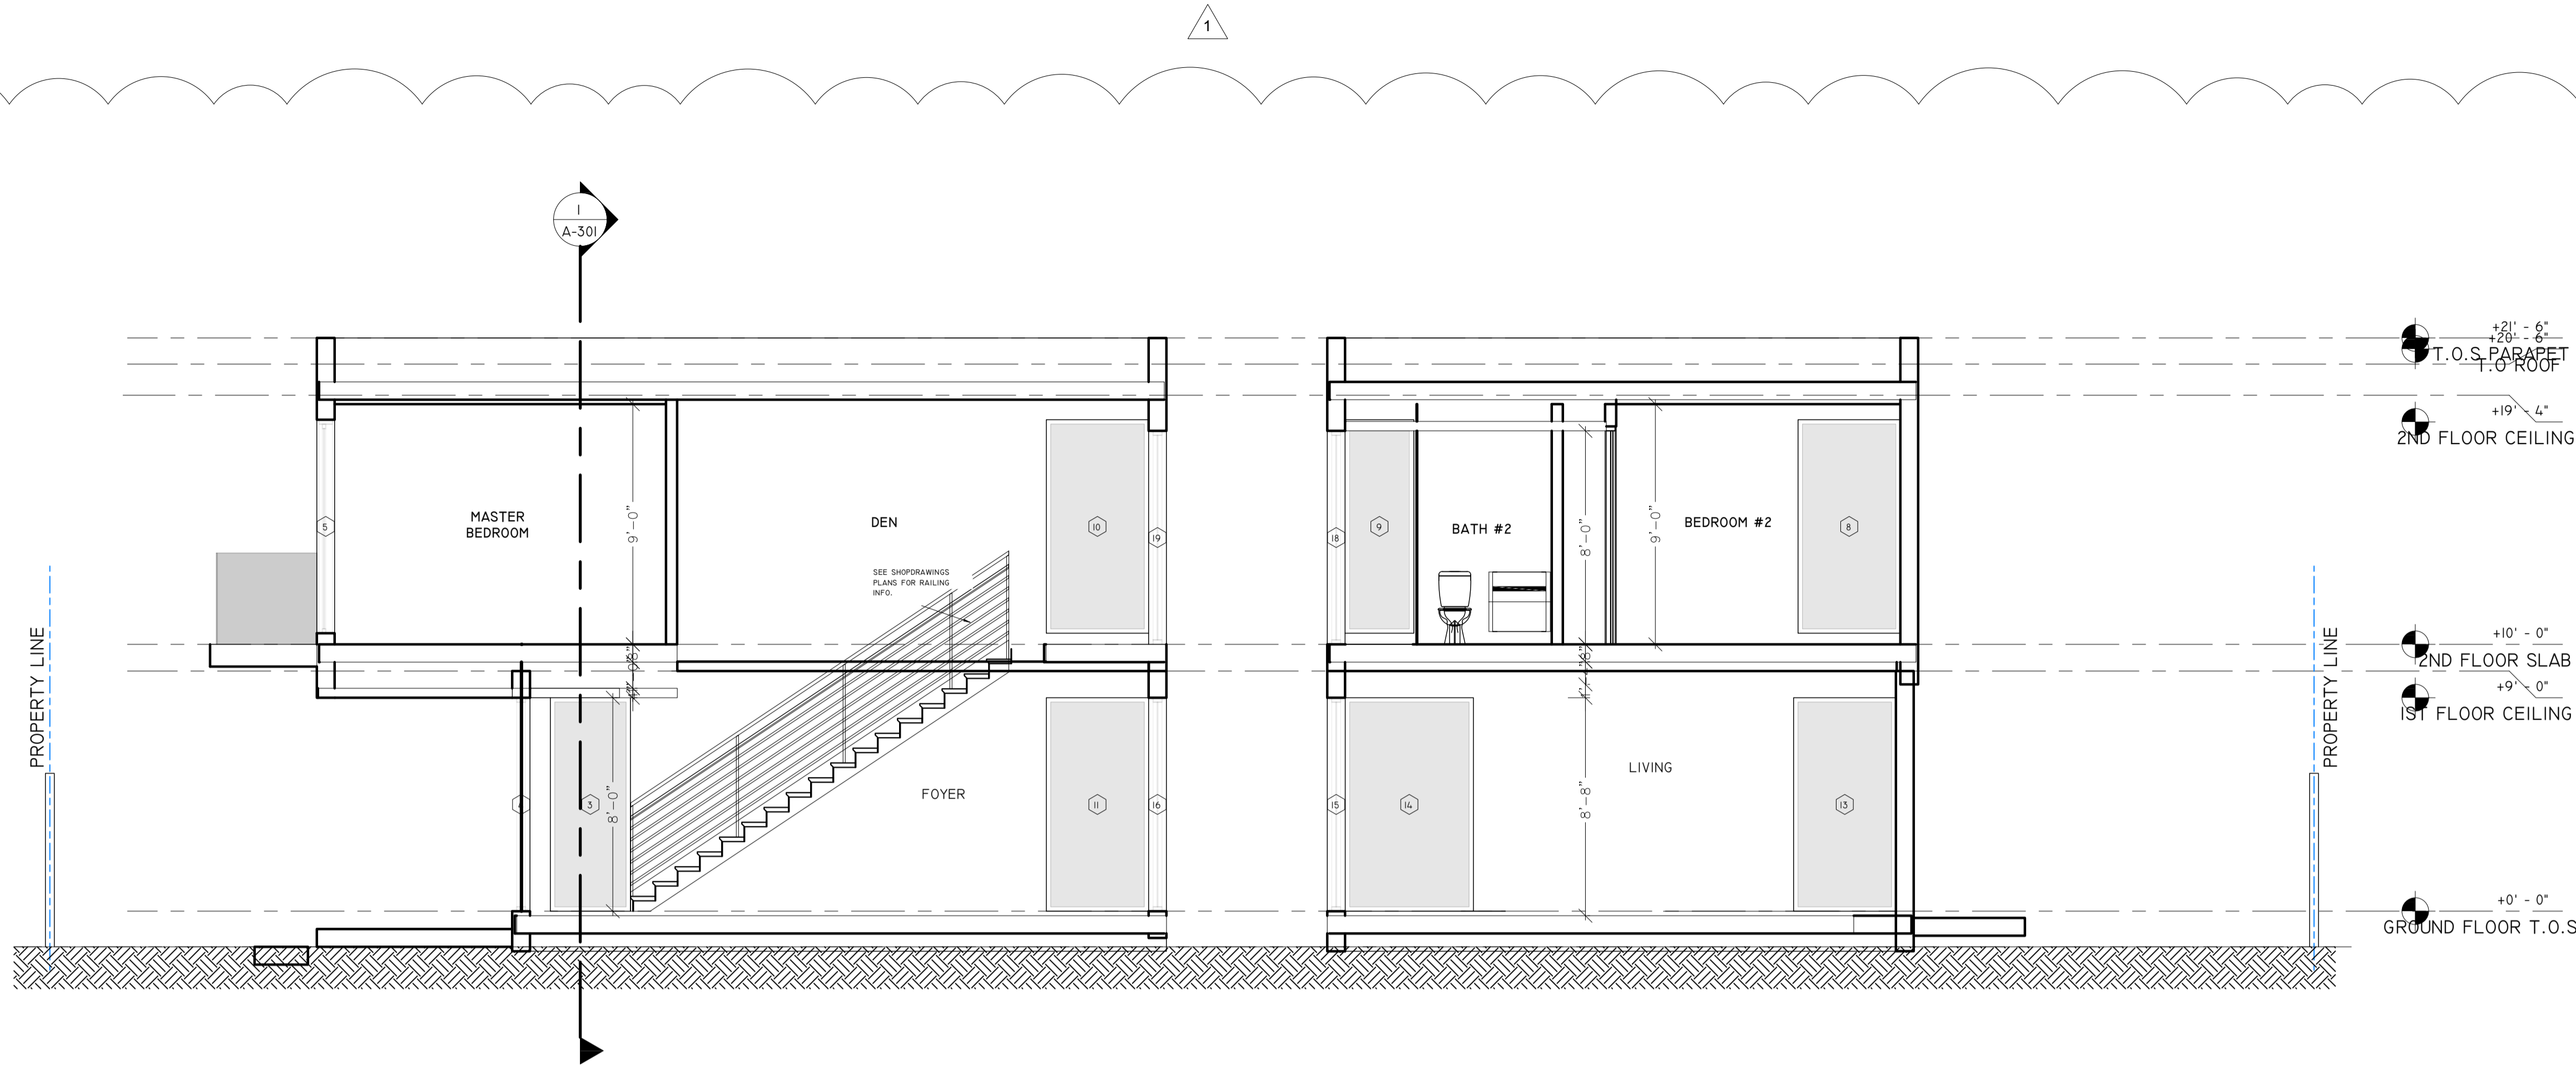 1
1
A-301
+21' - 6"
+20' - 6"
T.O.S PARAPET
T.O ROOF
+19' - 4"
2ND FLOOR CEILING
MASTER
BEDROOM
9'-0"
DEN
SEE SHOPDRAWINGS
PLANS FOR RAILING
INFO.
5
10
19
18
9
BATH #2
8'-0"
9'-0"
BEDROOM #2
8
+10' - 0"
2ND FLOOR SLAB
+9' - 0"
1ST FLOOR CEILING
PROPERTY LINE
PROPERTY LINE
4
3
8'-0"
FOYER
11
16
15
14
8'-8"
LIVING
13
+0' - 0"
GROUND FLOOR T.O.S